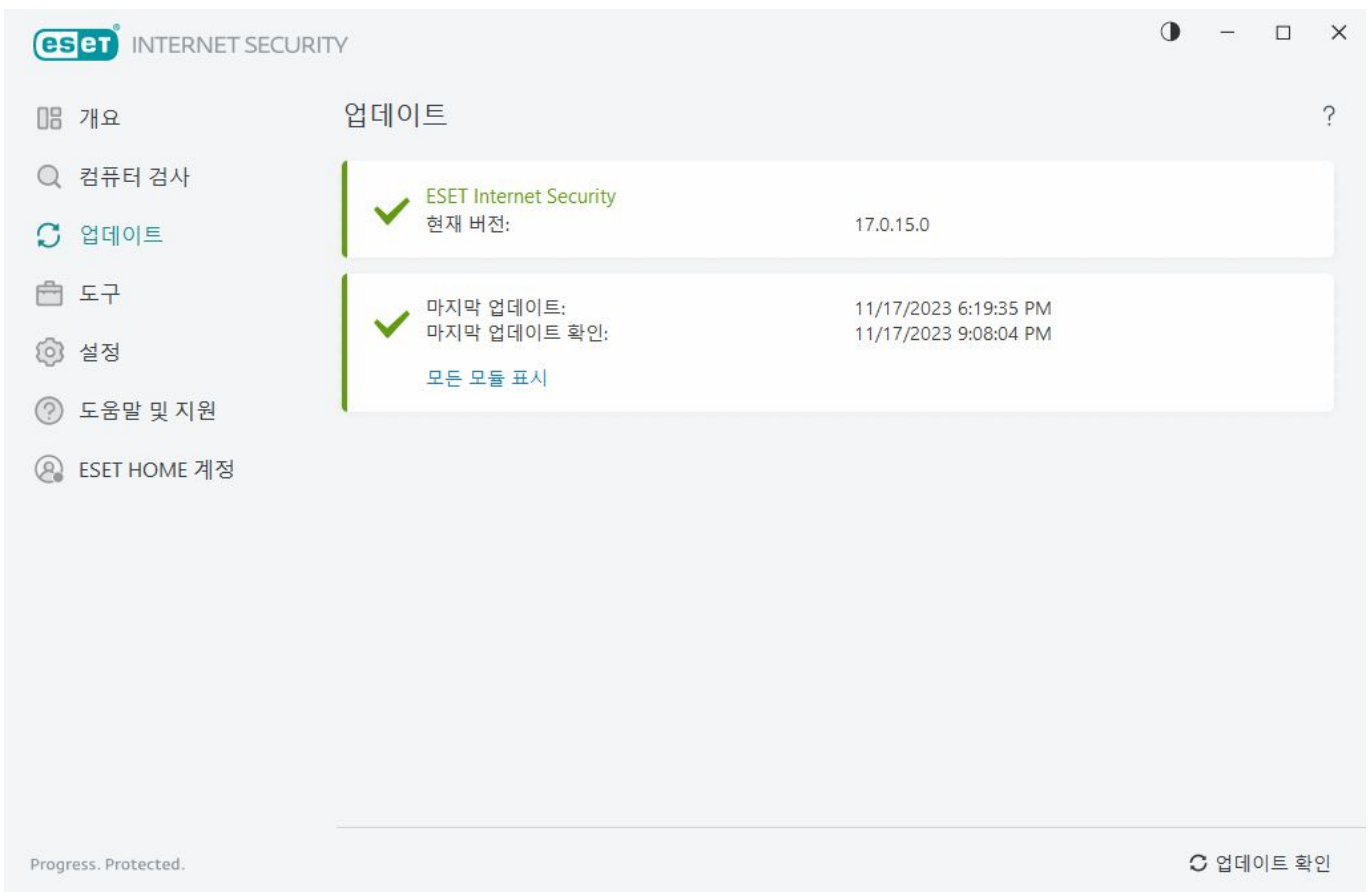 eset® INTERNET SECURITY
개요
컴퓨터 검사
업데이트
도구
설정
도움말 및 지원
ESET HOME 계정
업데이트
?
ESET Internet Security
현재 버전: 17.0.15.0
마지막 업데이트: 11/17/2023 6:19:35 PM
마지막 업데이트 확인: 11/17/2023 9:08:04 PM
모든 모듈 표시
Progress. Protected.
업데이트 확인